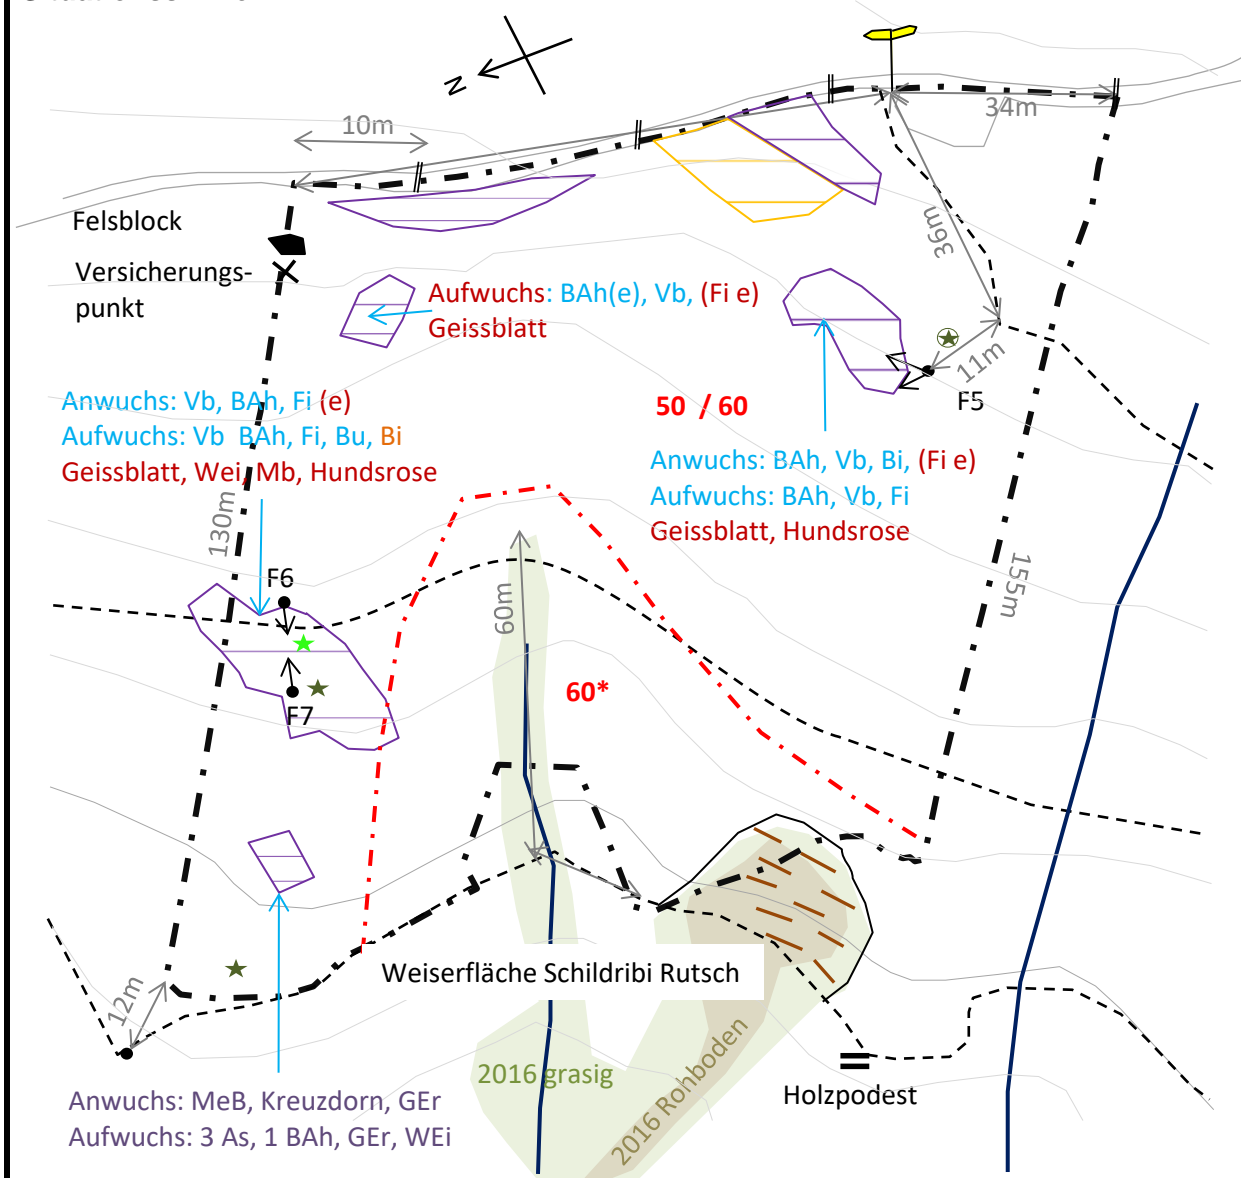 N
10m
34m
36m
Felsblock
Versicherungs-
punkt
Aufwuchs: BAh(e), Vb, (Fi e)
Geissblatt
11m
F5
Anwuchs: Vb, BAh, Fi (e)
Aufwuchs: Vb BAh, Fi, Bu, Bi
Geissblatt, Wei, Mb, Hundsrose
50 / 60
Anwuchs: BAh, Vb, Bi, (Fi e)
Aufwuchs: BAh, Vb, Fi
Geissblatt, Hundsrose
130m
155m
F6
60m
60*
F7
Weiserfläche Schildribi Rutsch
12m
2016 grasig
2016 Rohboden
Holzpodest
Anwuchs: MeB, Kreuzdorn, GEr
Aufwuchs: 3 As, 1 BAh, GEr, WEi